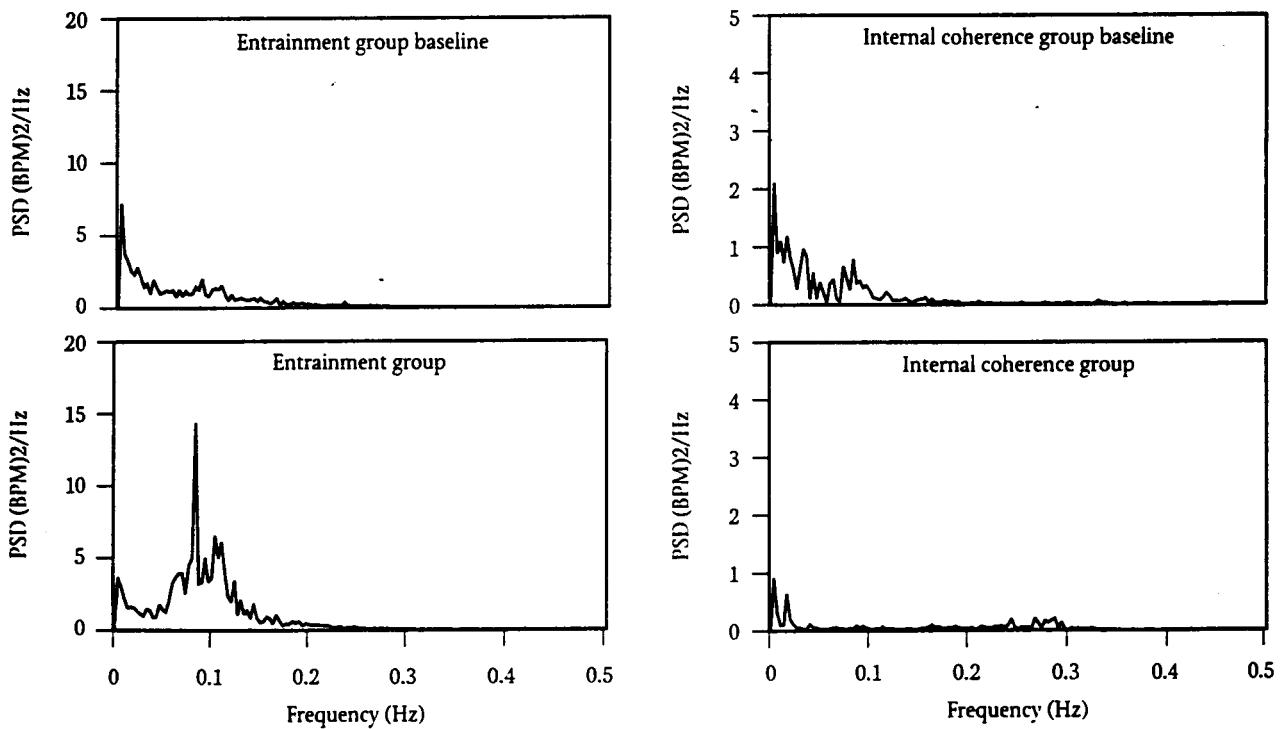 Entrainment group baseline
20
15
10
5
0
PSD (BPM)2/Hz
Internal coherence group baseline
5
4
3
2
1
0
PSD (BPM)2/Hz
Entrainment group
20
15
10
5
0
PSD (BPM)2/Hz
0 0.1 0.2 0.3 0.4 0.5
Frequency (Hz)
Internal coherence group
5
4
3
2
1
0
PSD (BPM)2/Hz
0 0.1 0.2 0.3 0.4 0.5
Frequency (Hz)